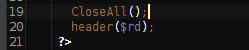 19 CloseAll();
20 header($rd);
21 ?>